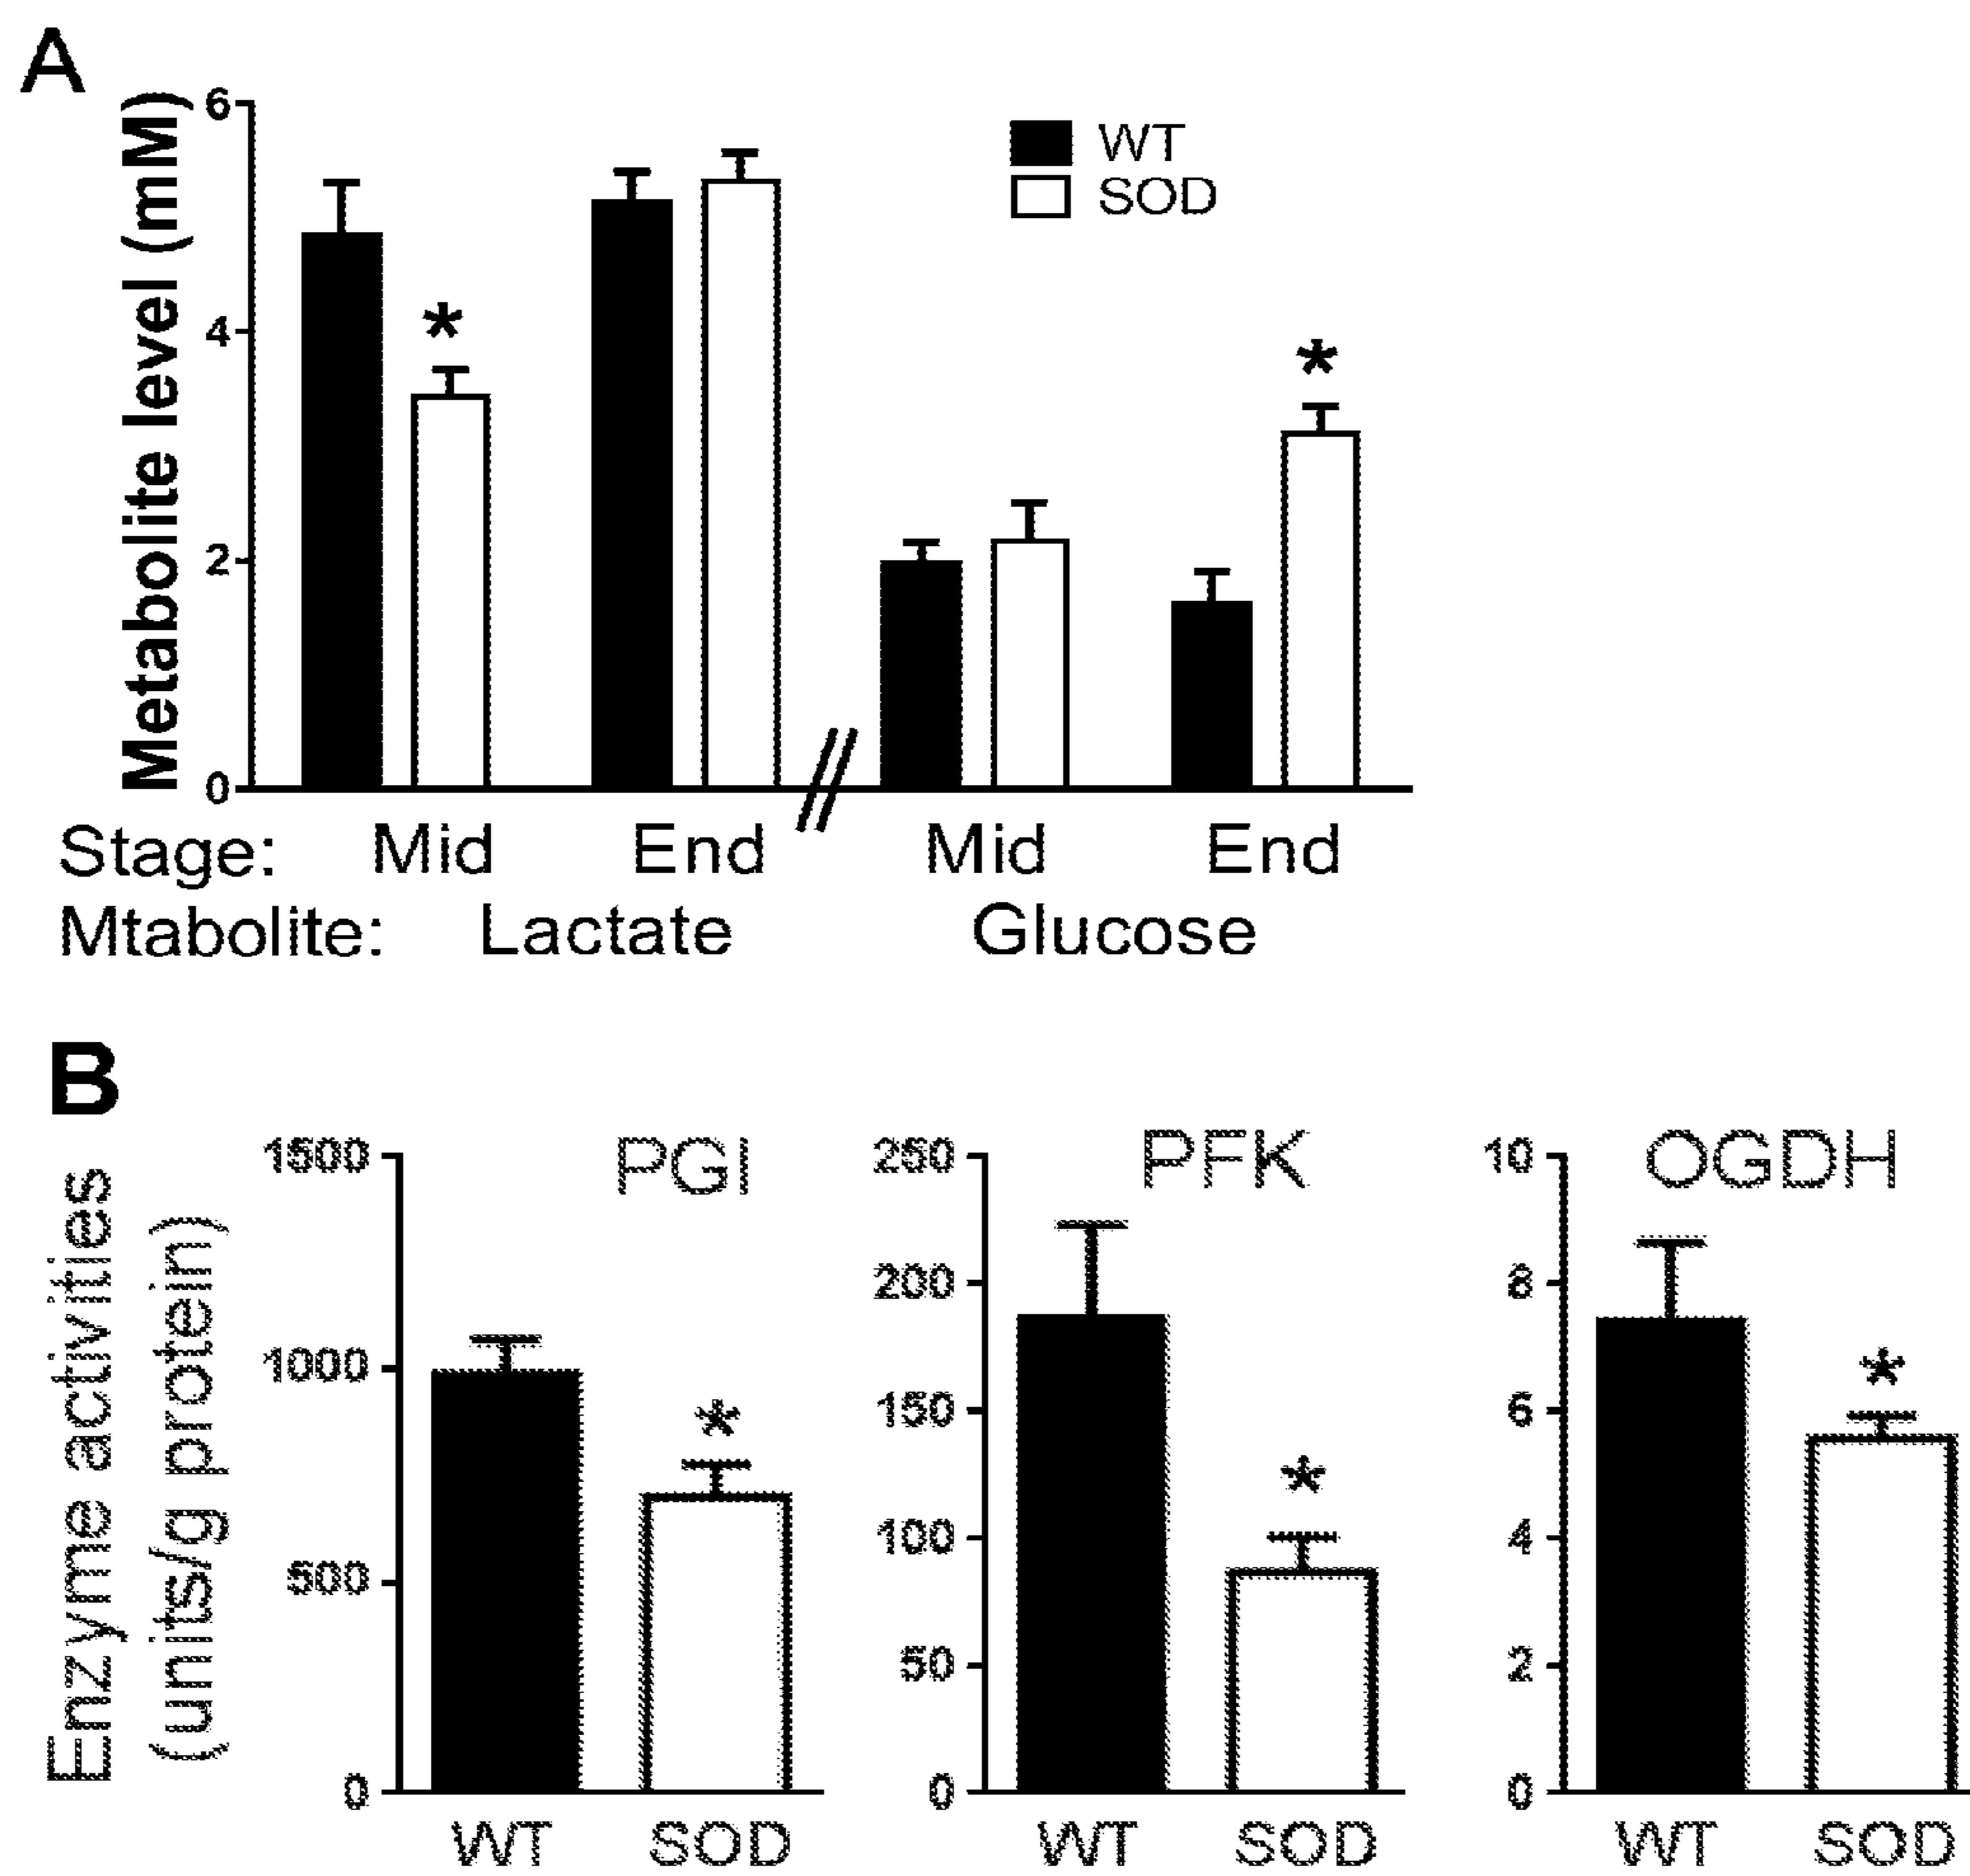 A
Metabolite level (mM)
6
4
2
0
WT
SOD
*
*
Stage: Mid End Mid End
Mtabolite: Lactate Glucose
B
Enzyme activities
(units/g protein)
PGI
1500
1000
500
0
*
WT SOD
PFK
250
200
150
100
50
0
*
WT SOD
OGDH
10
8
6
4
2
0
*
WT SOD